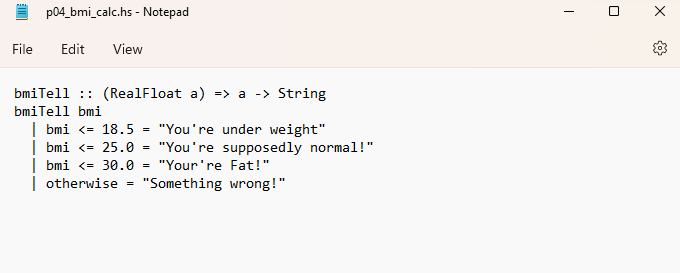 p04_bmi_calc.hs - Notepad
File Edit View
bmiTell :: (RealFloat a) => a -> String
bmiTell bmi
  | bmi <= 18.5 = "You're under weight"
  | bmi <= 25.0 = "You're supposedly normal!"
  | bmi <= 30.0 = "Your're Fat!"
  | otherwise = "Something wrong!"